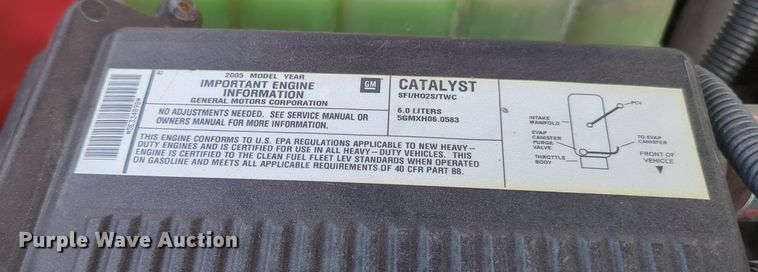 A2
2005 MODEL YEAR
IMPORTANT ENGINE
INFORMATION
GENERAL MOTORS CORPORATION
GM
NO ADJUSTMENTS NEEDED. SEE SERVICE MANUAL OR
OWNERS MANUAL FOR MORE INFORMATION.
THIS ENGINE CONFORMS TO U.S. EPA REGULATIONS APPLICABLE TO NEW HEAVY-
DUTY ENGINES AND IS CERTIFIED FOR USE IN ALL HEAVY-DUTY VEHICLES. THIS
ENGINE IS CERTIFIED TO THE CLEAN FUEL FLEET LEV STANDARDS WHEN OPERATED
ON GASOLINE AND MEETS ALL APPLICABLE REQUIREMENTS OF 40 CFR PART 88.
CATALYST
SFI/HO2S/TWC
6.0 LITERS
5GMXH06.0583
PCV
INTAKE
MANIFOLD
EVAP
CANISTER
PURGE
VALVE
THROTTLE
BODY
TO EVAP
CANISTER
FRONT OF
VEHICLE
Purple Wave Auction